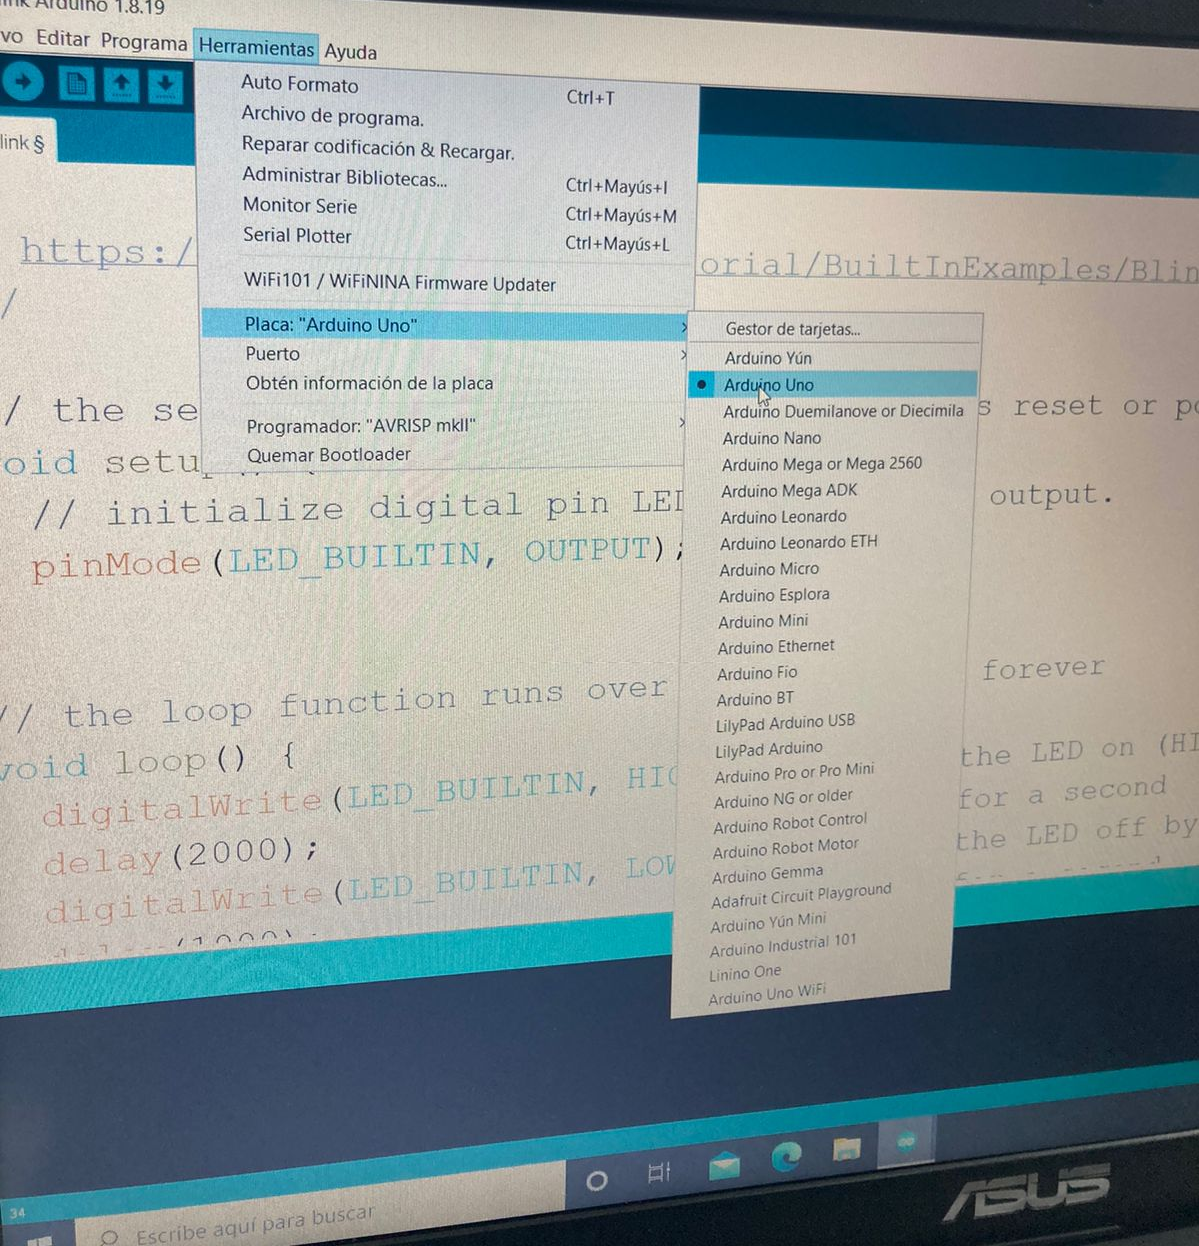 Arduino 1.8.19
vo Editar Programa Herramientas Ayuda
link §
Auto Formato Ctrl+T
Archivo de programa.
Reparar codificación & Recargar.
Administrar Bibliotecas... Ctrl+Mayús+I
Monitor Serie Ctrl+Mayús+M
Serial Plotter Ctrl+Mayús+L
WiFi101 / WiFiNINA Firmware Updater
Placa: "Arduino Uno"
Puerto
Obtén información de la placa
Programador: "AVRISP mkII"
Quemar Bootloader
Gestor de tarjetas...
Arduino Yún
Arduino Uno
Arduino Duemilanove or Diecimila
Arduino Nano
Arduino Mega or Mega 2560
Arduino Mega ADK
Arduino Leonardo
Arduino Leonardo ETH
Arduino Micro
Arduino Esplora
Arduino Mini
Arduino Ethernet
Arduino Fio
Arduino BT
LilyPad Arduino USB
LilyPad Arduino
Arduino Pro or Pro Mini
Arduino NG or older
Arduino Robot Control
Arduino Robot Motor
Arduino Gemma
Adafruit Circuit Playground
Arduino Yún Mini
Arduino Industrial 101
Linino One
Arduino Uno WiFi
https:/ orial/BuiltInExamples/Blin
/
/ the se s reset or po
oid setu
// initialize digital pin LED output.
pinMode(LED_BUILTIN, OUTPUT);
// the loop function runs over forever
void loop() {
digitalWrite(LED_BUILTIN, HIG the LED on (HI
delay(2000); for a second
digitalWrite(LED_BUILTIN, LOW the LED off by
34
Escribe aquí para buscar
ASUS